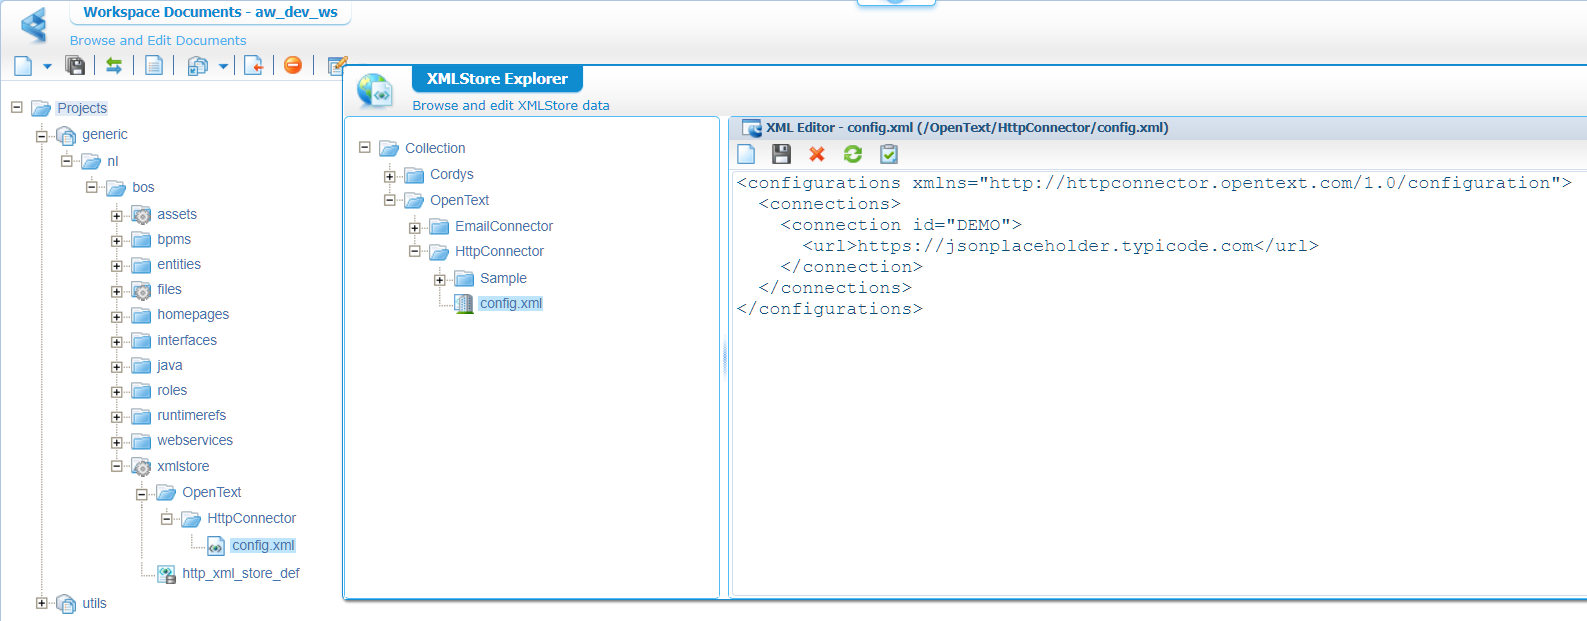 Workspace Documents - aw_dev_ws
Browse and Edit Documents
Projects
generic
nl
bos
assets
bpms
entities
files
homepages
interfaces
java
roles
runtimerefs
webservices
xmlstore
OpenText
HttpConnector
config.xml
http_xml_store_def
utils
XMLStore Explorer
Browse and edit XMLStore data
Collection
Cordys
OpenText
EmailConnector
HttpConnector
Sample
config.xml
XML Editor - config.xml (/OpenText/HttpConnector/config.xml)
<configurations xmlns="http://httpconnector.opentext.com/1.0/configuration">
  <connections>
    <connection id="DEMO">
      <url>https://jsonplaceholder.typicode.com</url>
    </connection>
  </connections>
</configurations>